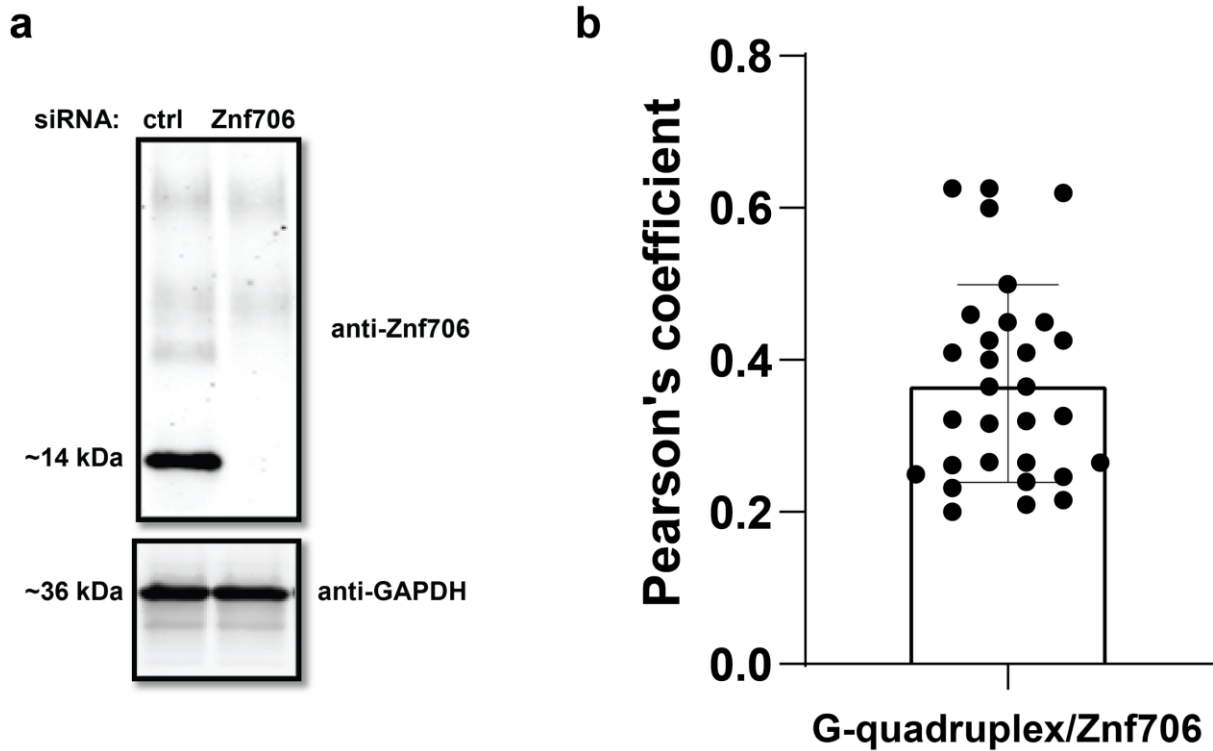 a
siRNA: ctrl Znf706
anti-Znf706
~14 kDa
~36 kDa
anti-GAPDH
b
Pearson's coefficient
0.8
0.6
0.4
0.2
0.0
G-quadruplex/Znf706